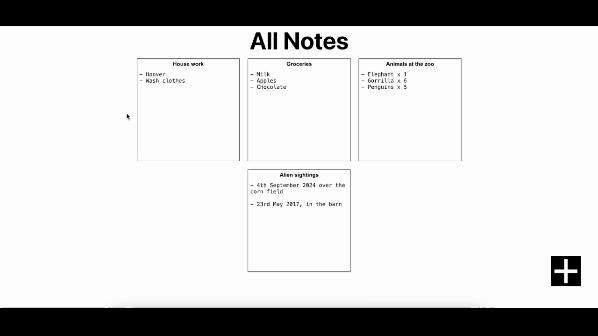 All Notes
House work
- Hoover
- Wash clothes
Groceries
- Milk
- Apples
- Chocolate
Animals at the zoo
- Elephant x 1
- Gorrilla x 6
- Penguins x 5
Alien sightings
- 4th September 2024 over the
corn field
- 23rd May 2017, in the barn